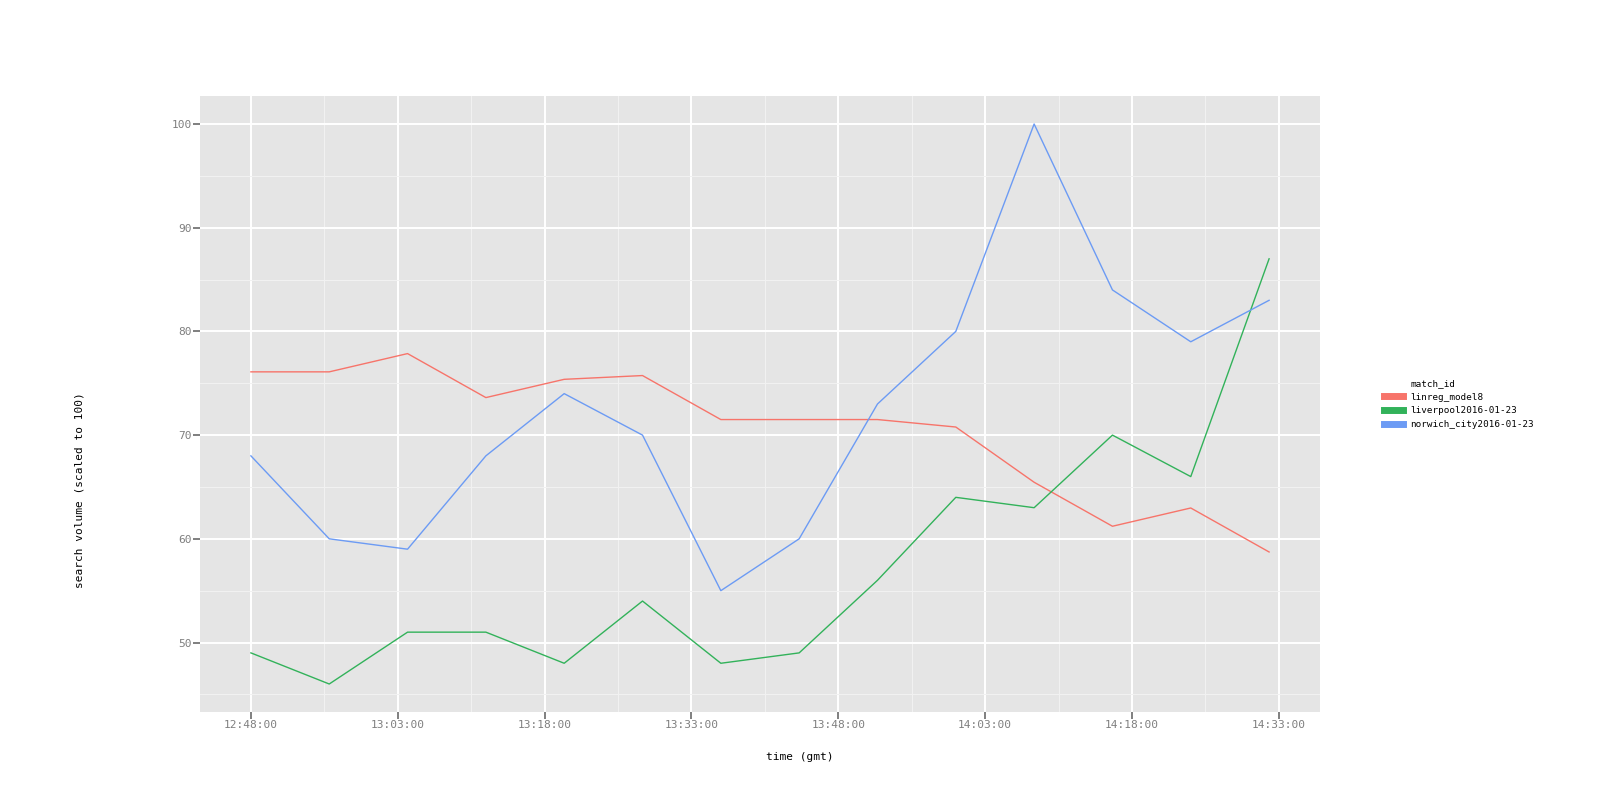 100
90
80
70
60
50
search volume (scaled to 100)
12:48:00 13:03:00 13:18:00 13:33:00 13:48:00 14:03:00 14:18:00 14:33:00
time (gmt)
match_id
linreg_model8
liverpool2016-01-23
norwich_city2016-01-23